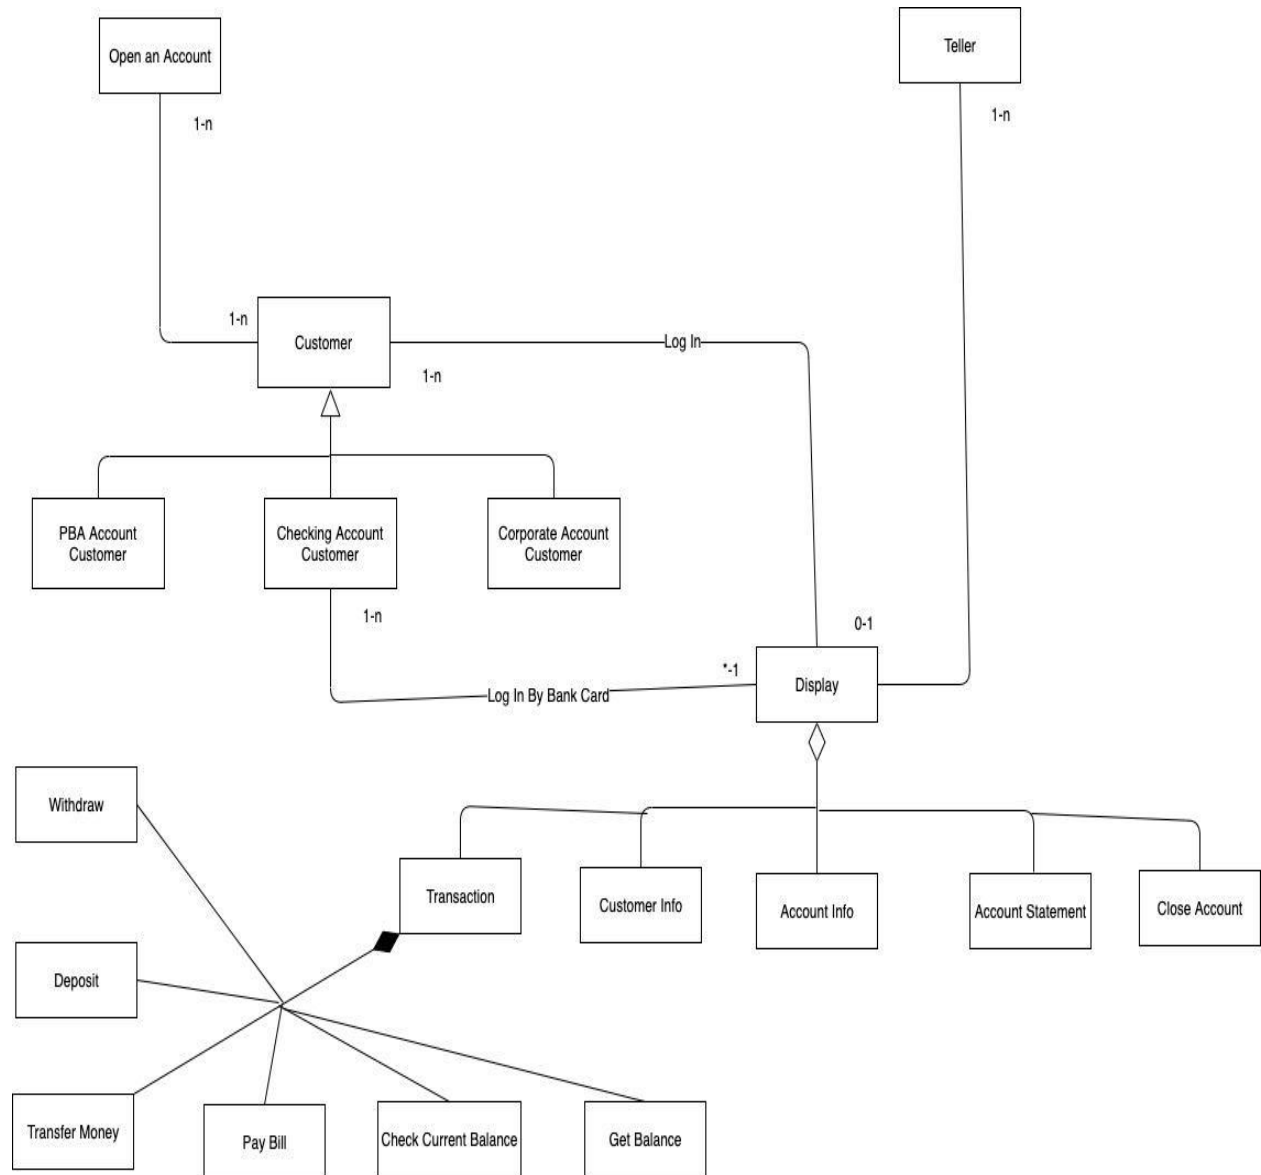 Open an Account
Teller
1-n
1-n
1-n
Customer
Log In
1-n
PBA Account
Customer
Checking Account
Customer
Corporate Account
Customer
1-n
0-1
*-1
Display
Log In By Bank Card
Withdraw
Transaction
Customer Info
Account Info
Account Statement
Close Account
Deposit
Transfer Money
Pay Bill
Check Current Balance
Get Balance